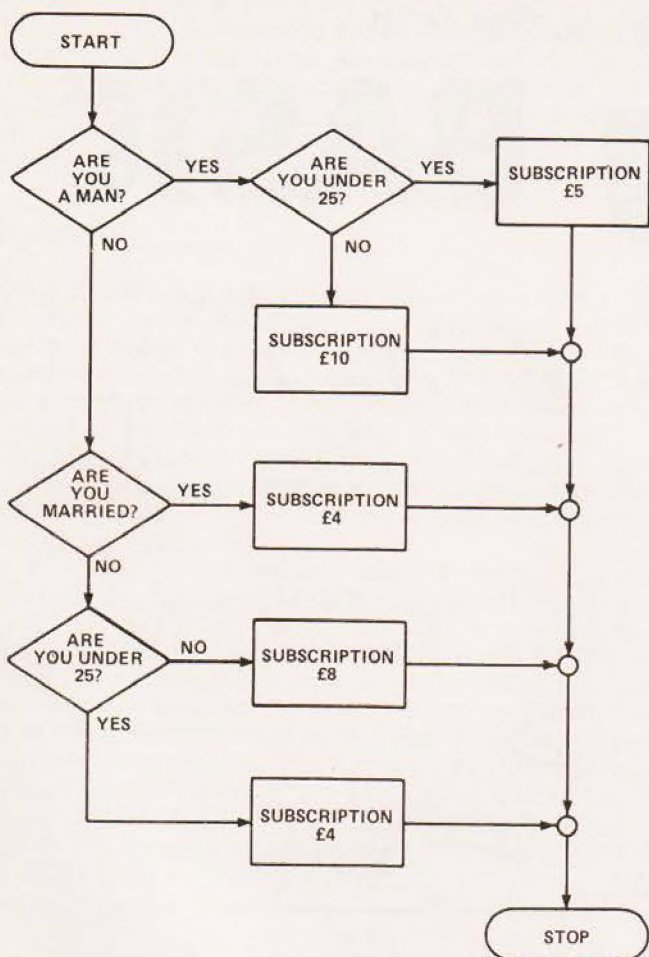 START
ARE
YOU
A MAN?
YES
ARE
YOU UNDER
25?
YES
SUBSCRIPTION
£5
NO
NO
SUBSCRIPTION
£10
ARE
YOU
MARRIED?
YES
SUBSCRIPTION
£4
NO
ARE
YOU UNDER
25?
NO
SUBSCRIPTION
£8
YES
SUBSCRIPTION
£4
STOP